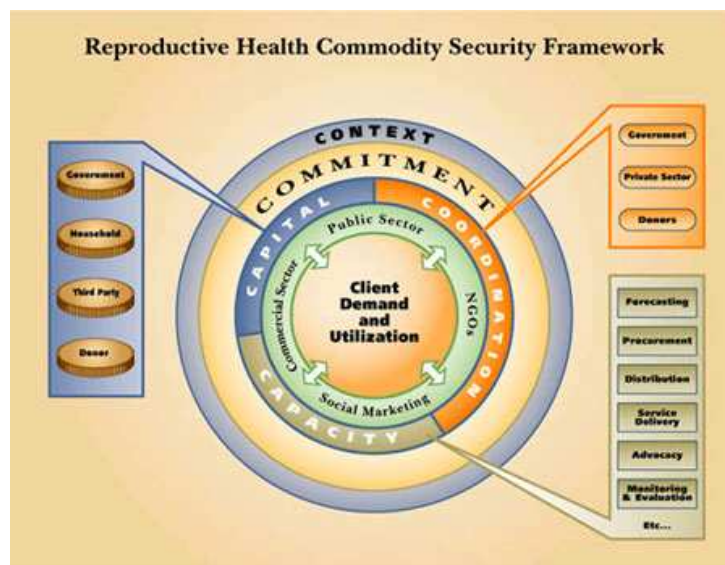 Reproductive Health Commodity Security Framework
CONTEXT
COMMITMENT
CAPITAL
COORDINATION
CAPACITY
Public Sector
NGOs
Social Marketing
Commercial Sector
Client
Demand
and
Utilization
Government
Household
Third Party
Donor
Government
Private Sector
Donors
Forecasting
Procurement
Distribution
Service
Delivery
Advocacy
Monitoring
& Evaluation
Etc...